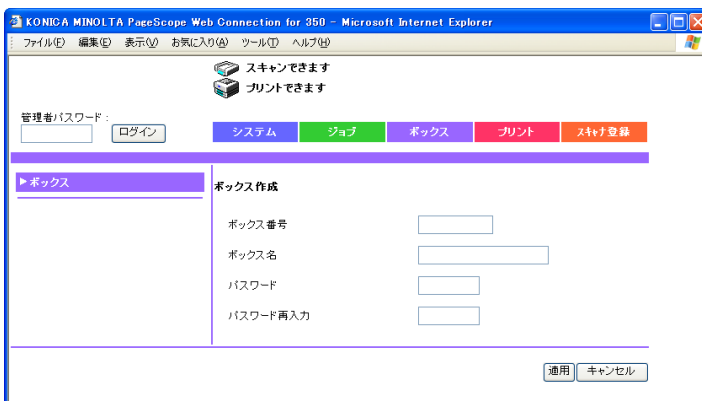 KONICA MINOLTA PageScope Web Connection for 350 - Microsoft Internet Explorer
ファイル(F) 編集(E) 表示(V) お気に入り(A) ツール(T) ヘルプ(H)
スキャンできます
プリントできます
管理者パスワード:
ログイン
システム ジョブ ボックス プリント スキャナ登録
ボックス
ボックス作成
ボックス番号
ボックス名
パスワード
パスワード再入力
適用 キャンセル